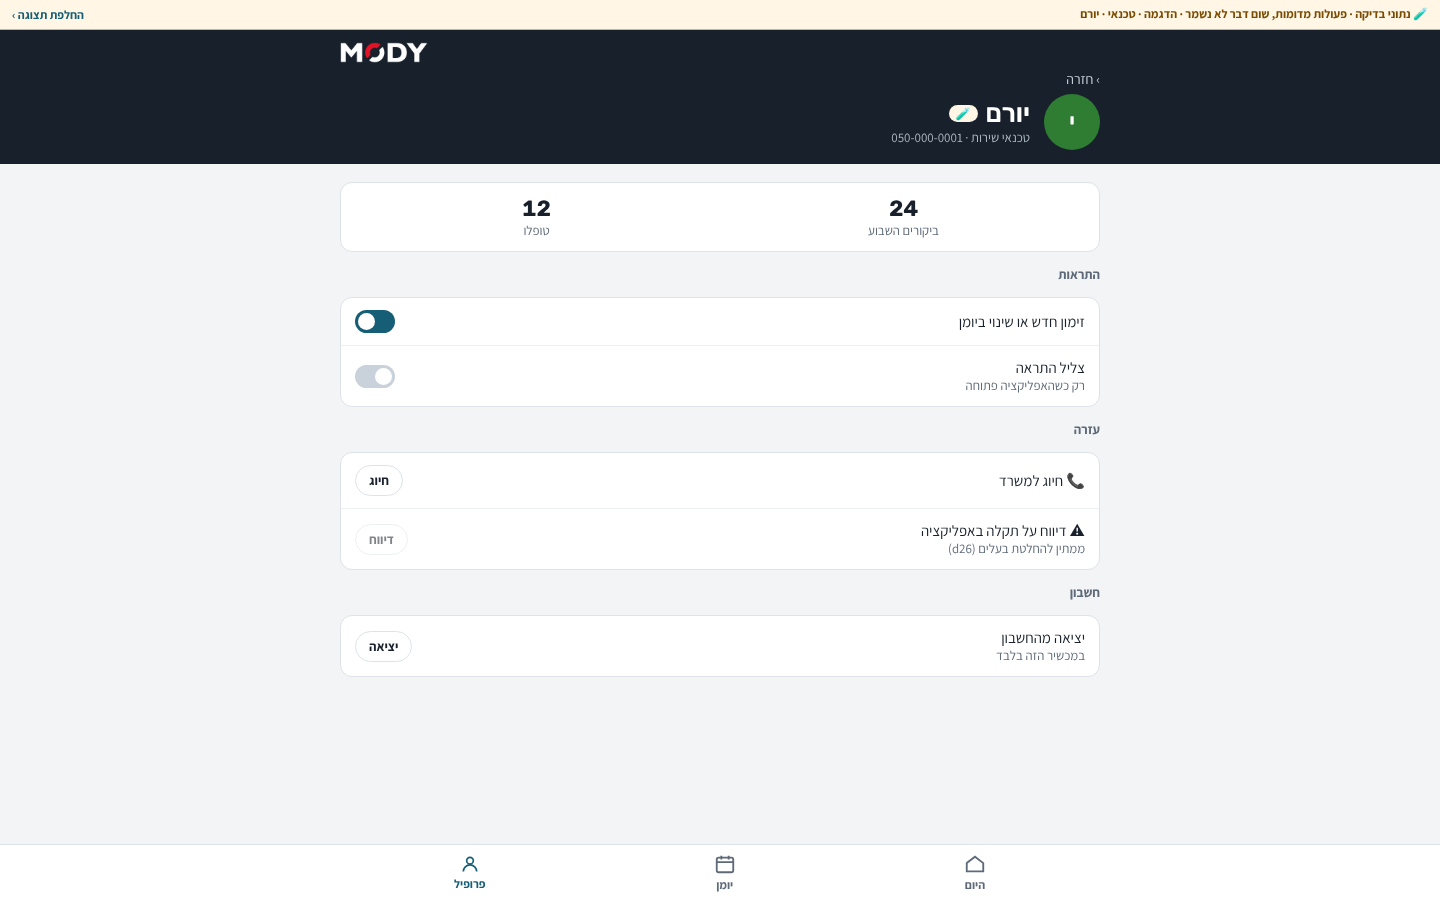 🧪 נתוני בדיקה · פעולות מדומות, שום דבר לא נשמר · הדגמה · טכנאי · יורם
החלפת תצוגה ›
MODY
› חזרה
י
יורם 🧪
טכנאי שירות · 050-000-0001
24
ביקורים השבוע
12
טופלו
התראות
זימון חדש או שינוי ביומן
צליל התראה
רק כשהאפליקציה פתוחה
עזרה
📞 חיוג למשרד
חיוג
⚠ דיווח על תקלה באפליקציה
ממתין להחלטת בעלים (d26)
דיווח
חשבון
יציאה מהחשבון
במכשיר הזה בלבד
יציאה
היום
יומן
פרופיל